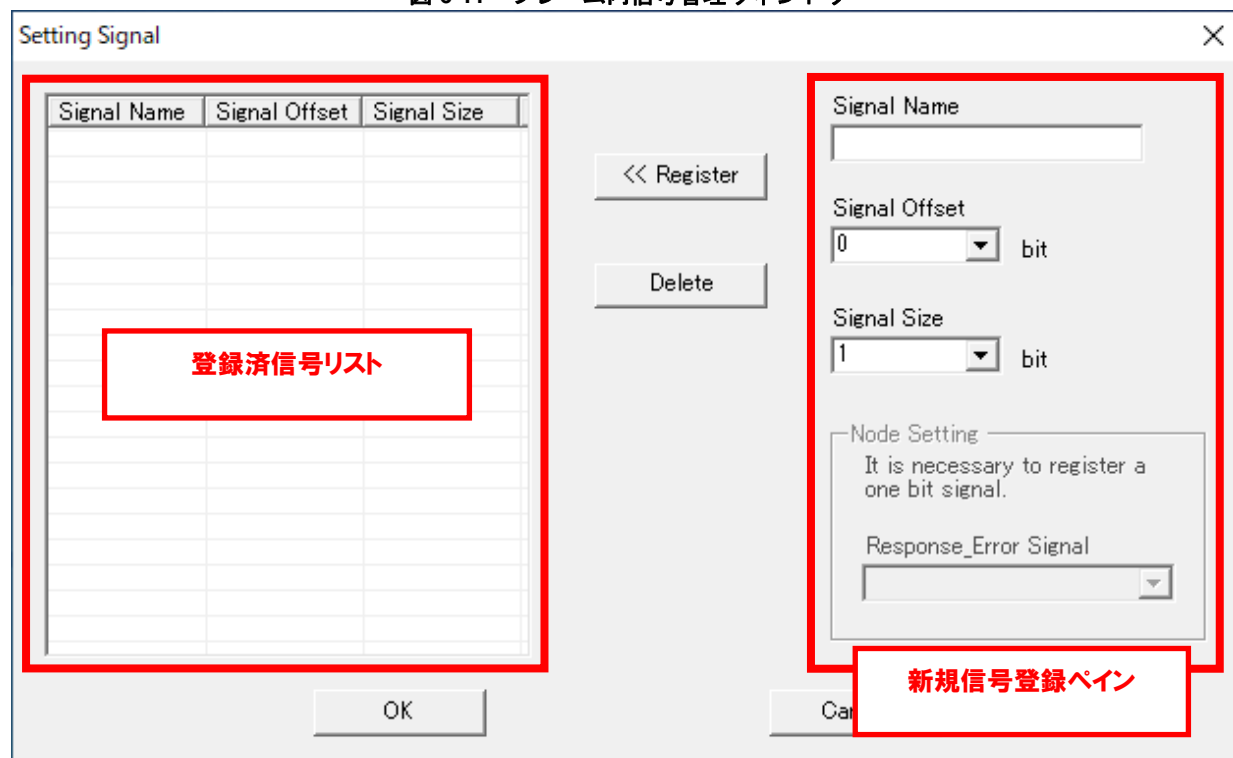 Setting Signal
Signal Name Signal Offset Signal Size
登録済信号リスト
<< Register
Delete
Signal Name
Signal Offset
0 bit
Signal Size
1 bit
Node Setting
It is necessary to register a
one bit signal.
Response_Error Signal
新規信号登録ペイン
OK